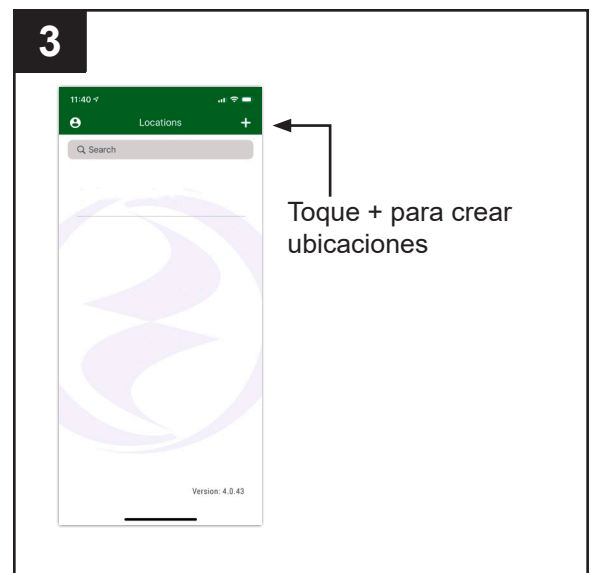 3
11:40
Locations +
Search
Toque + para crear
ubicaciones
Version: 4.0.43